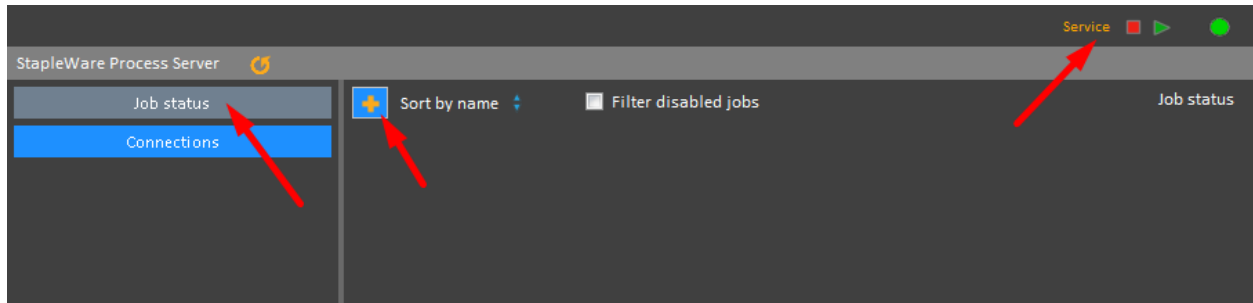 Service
StapleWare Process Server
Job status
Connections
Sort by name
Filter disabled jobs
Job status